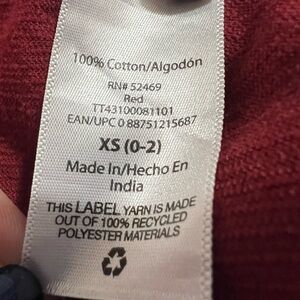 100% Cotton/Algodón
RN# 52469
Red
TT43100081101
EAN/UPC 0 88751215687
XS (0-2)
Made In/Hecho En
India
THIS LABEL YARN IS MADE
OUT OF 100% RECYCLED
POLYESTER MATERIALS